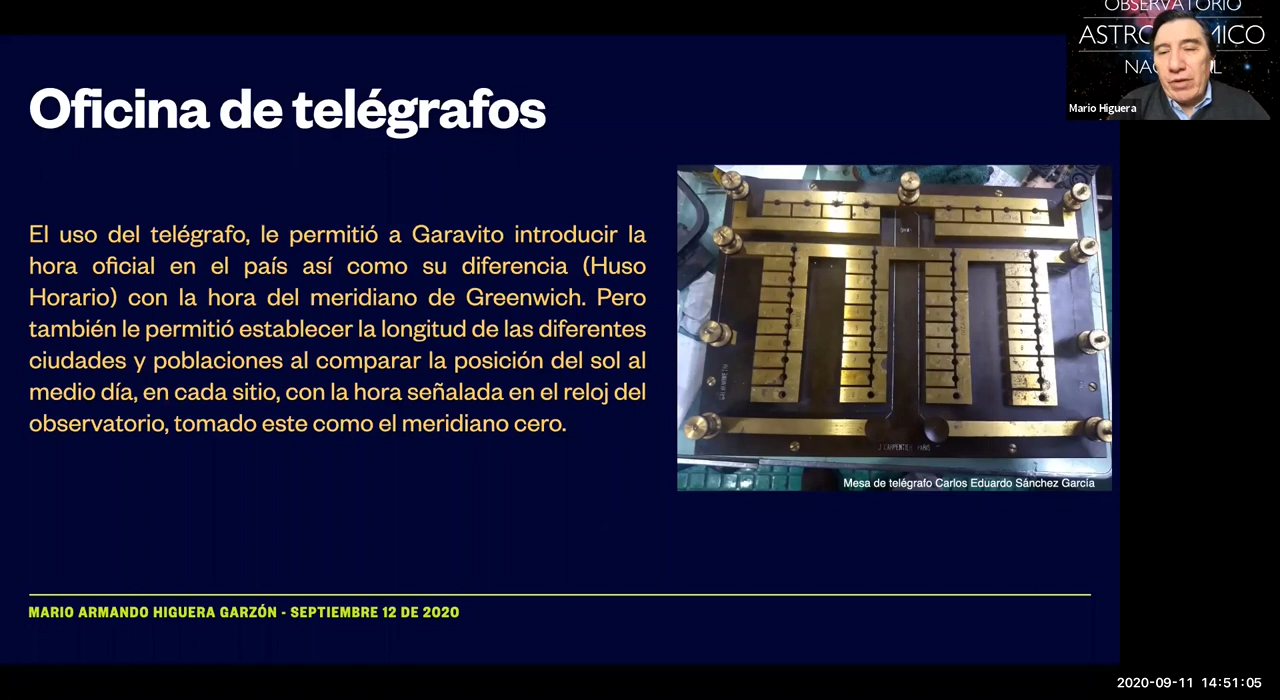 OBSERVATORIO
ASTRONÓMICO
Mario Higuera
Oficina de telégrafos
El uso del telégrafo, le permitió a Garavito introducir la
hora oficial en el país así como su diferencia (Huso
Horario) con la hora del meridiano de Greenwich. Pero
también le permitió establecer la longitud de las diferentes
ciudades y poblaciones al comparar la posición del sol al
medio día, en cada sitio, con la hora señalada en el reloj del
observatorio, tomado este como el meridiano cero.
J. CARPENTIER PARIS
Mesa de telégrafo Carlos Eduardo Sánchez García
MARIO ARMANDO HIGUERA GARZÓN - SEPTIEMBRE 12 DE 2020
2020-09-11 14:51:05